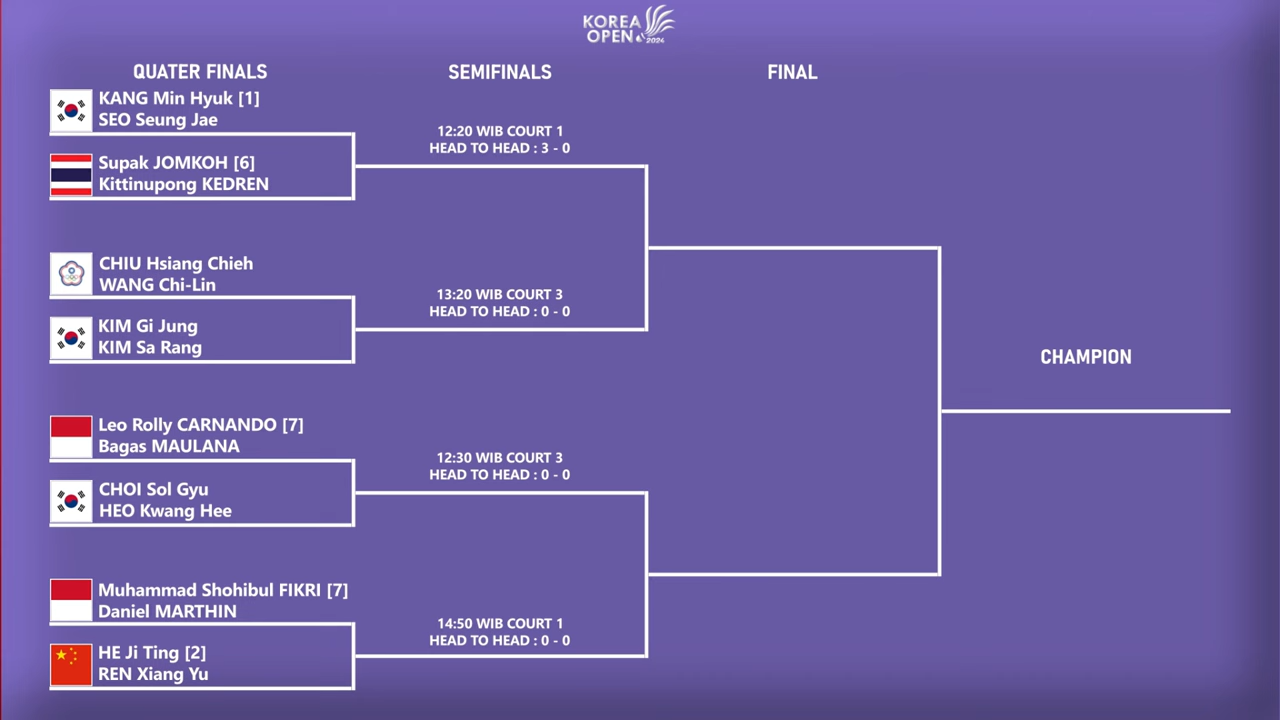 KOREA
OPEN 2024
QUATER FINALS
SEMIFINALS
FINAL
KANG Min Hyuk [1]
SEO Seung Jae
12:20 WIB COURT 1
HEAD TO HEAD : 3 - 0
Supak JOMKOH [6]
Kittinupong KEDREN
CHIU Hsiang Chieh
WANG Chi-Lin
13:20 WIB COURT 3
HEAD TO HEAD : 0 - 0
KIM Gi Jung
KIM Sa Rang
CHAMPION
Leo Rolly CARNANDO [7]
Bagas MAULANA
12:30 WIB COURT 3
HEAD TO HEAD : 0 - 0
CHOI Sol Gyu
HEO Kwang Hee
Muhammad Shohibul FIKRI [7]
Daniel MARTHIN
14:50 WIB COURT 1
HEAD TO HEAD : 0 - 0
HE Ji Ting [2]
REN Xiang Yu